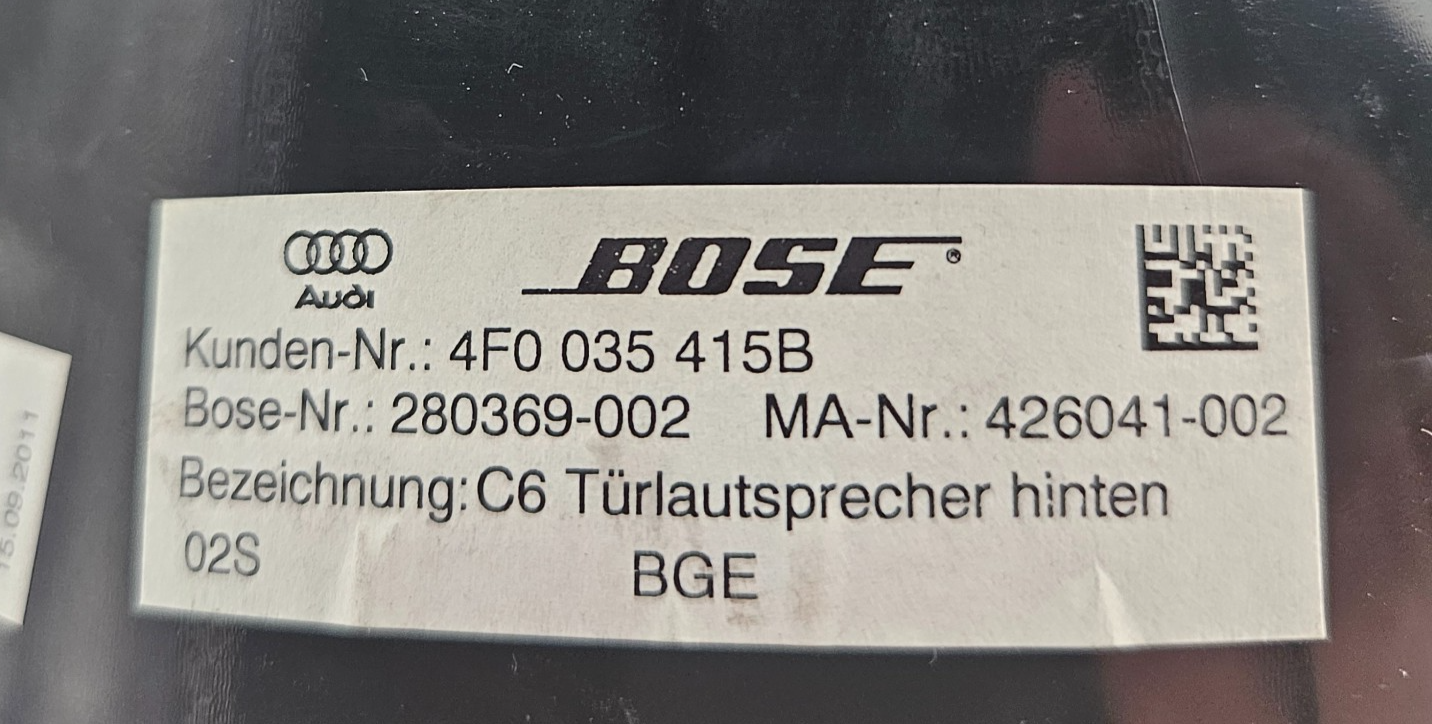 Audi
BOSE®
Kunden-Nr.: 4F0 035 415B
Bose-Nr.: 280369-002 MA-Nr.: 426041-002
Bezeichnung: C6 Türlautsprecher hinten
02S BGE
15.09.2011